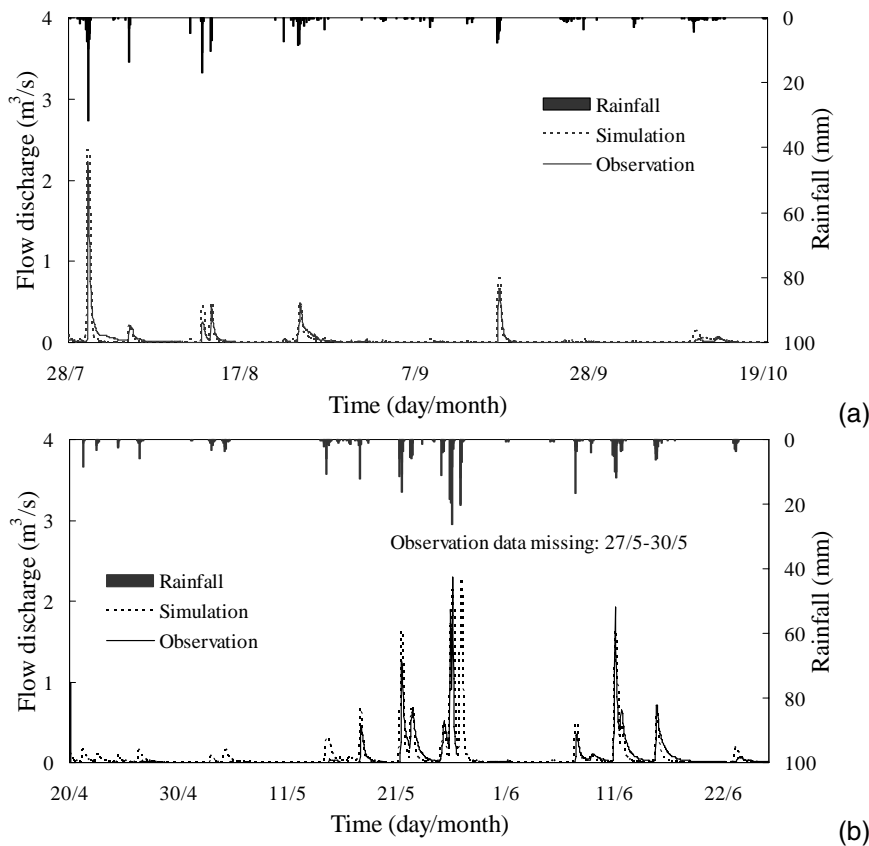 4
3
2
1
0
Flow discharge (m³/s)
0
20
40
60
80
100
Rainfall (mm)
Rainfall
Simulation
Observation
28/7
17/8
7/9
28/9
19/10
Time (day/month)
(a)
4
3
2
1
0
Flow discharge (m³/s)
0
20
40
60
80
100
Rainfall (mm)
Observation data missing: 27/5-30/5
Rainfall
Simulation
Observation
20/4
30/4
11/5
21/5
1/6
11/6
22/6
Time (day/month)
(b)